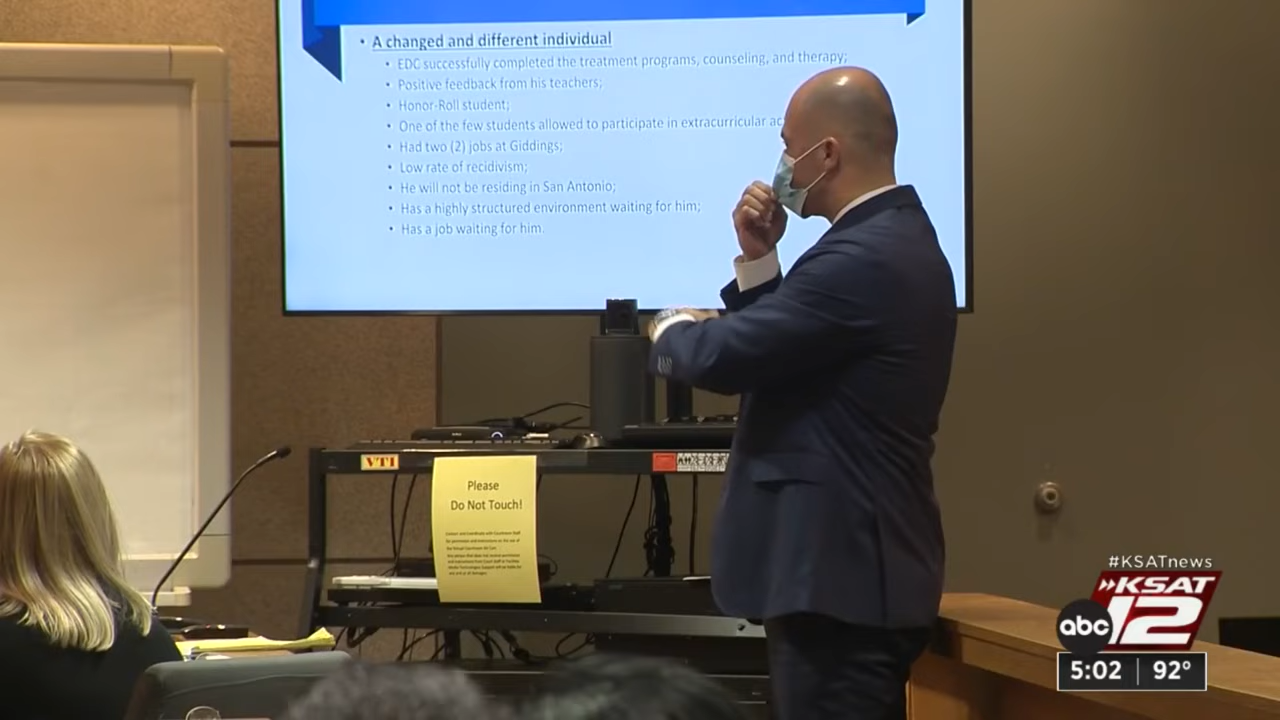 • A changed and different individual
• EDC successfully completed the treatment programs, counseling, and therapy;
• Positive feedback from his teachers;
• Honor-Roll student;
• One of the few students allowed to participate in extracurricular ac
• Had two (2) jobs at Giddings;
• Low rate of recidivism;
• He will not be residing in San Antonio;
• Has a highly structured environment waiting for him;
• Has a job waiting for him.
VTI
Please
Do Not Touch!
#KSATnews
KSAT
abc 12
5:02 92°